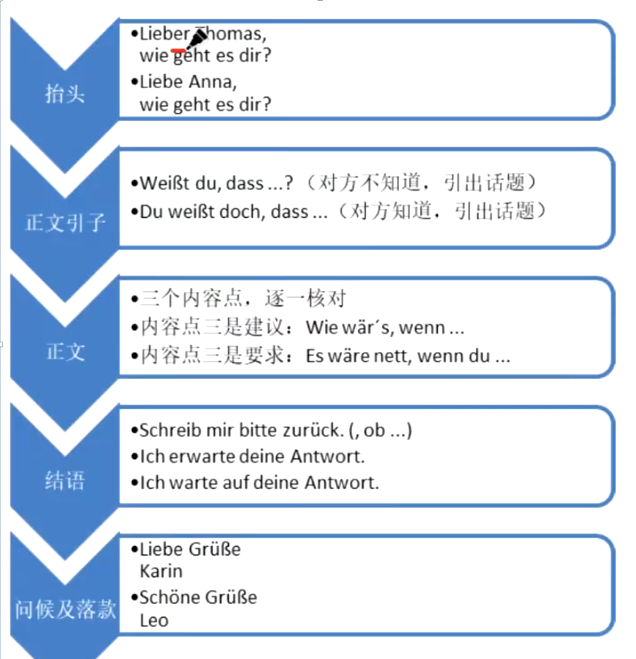 抬头
•Lieber Thomas,
wie geht es dir?
•Liebe Anna,
wie geht es dir?
正文引子
•Weißt du, dass ...? （对方不知道，引出话题）
•Du weißt doch, dass ...（对方知道，引出话题）
正文
•三个内容点，逐一核对
•内容点三是建议：Wie wär´s, wenn ...
•内容点三是要求：Es wäre nett, wenn du ...
结语
•Schreib mir bitte zurück. (, ob ...)
•Ich erwarte deine Antwort.
•Ich warte auf deine Antwort.
问候及落款
•Liebe Grüße
Karin
•Schöne Grüße
Leo